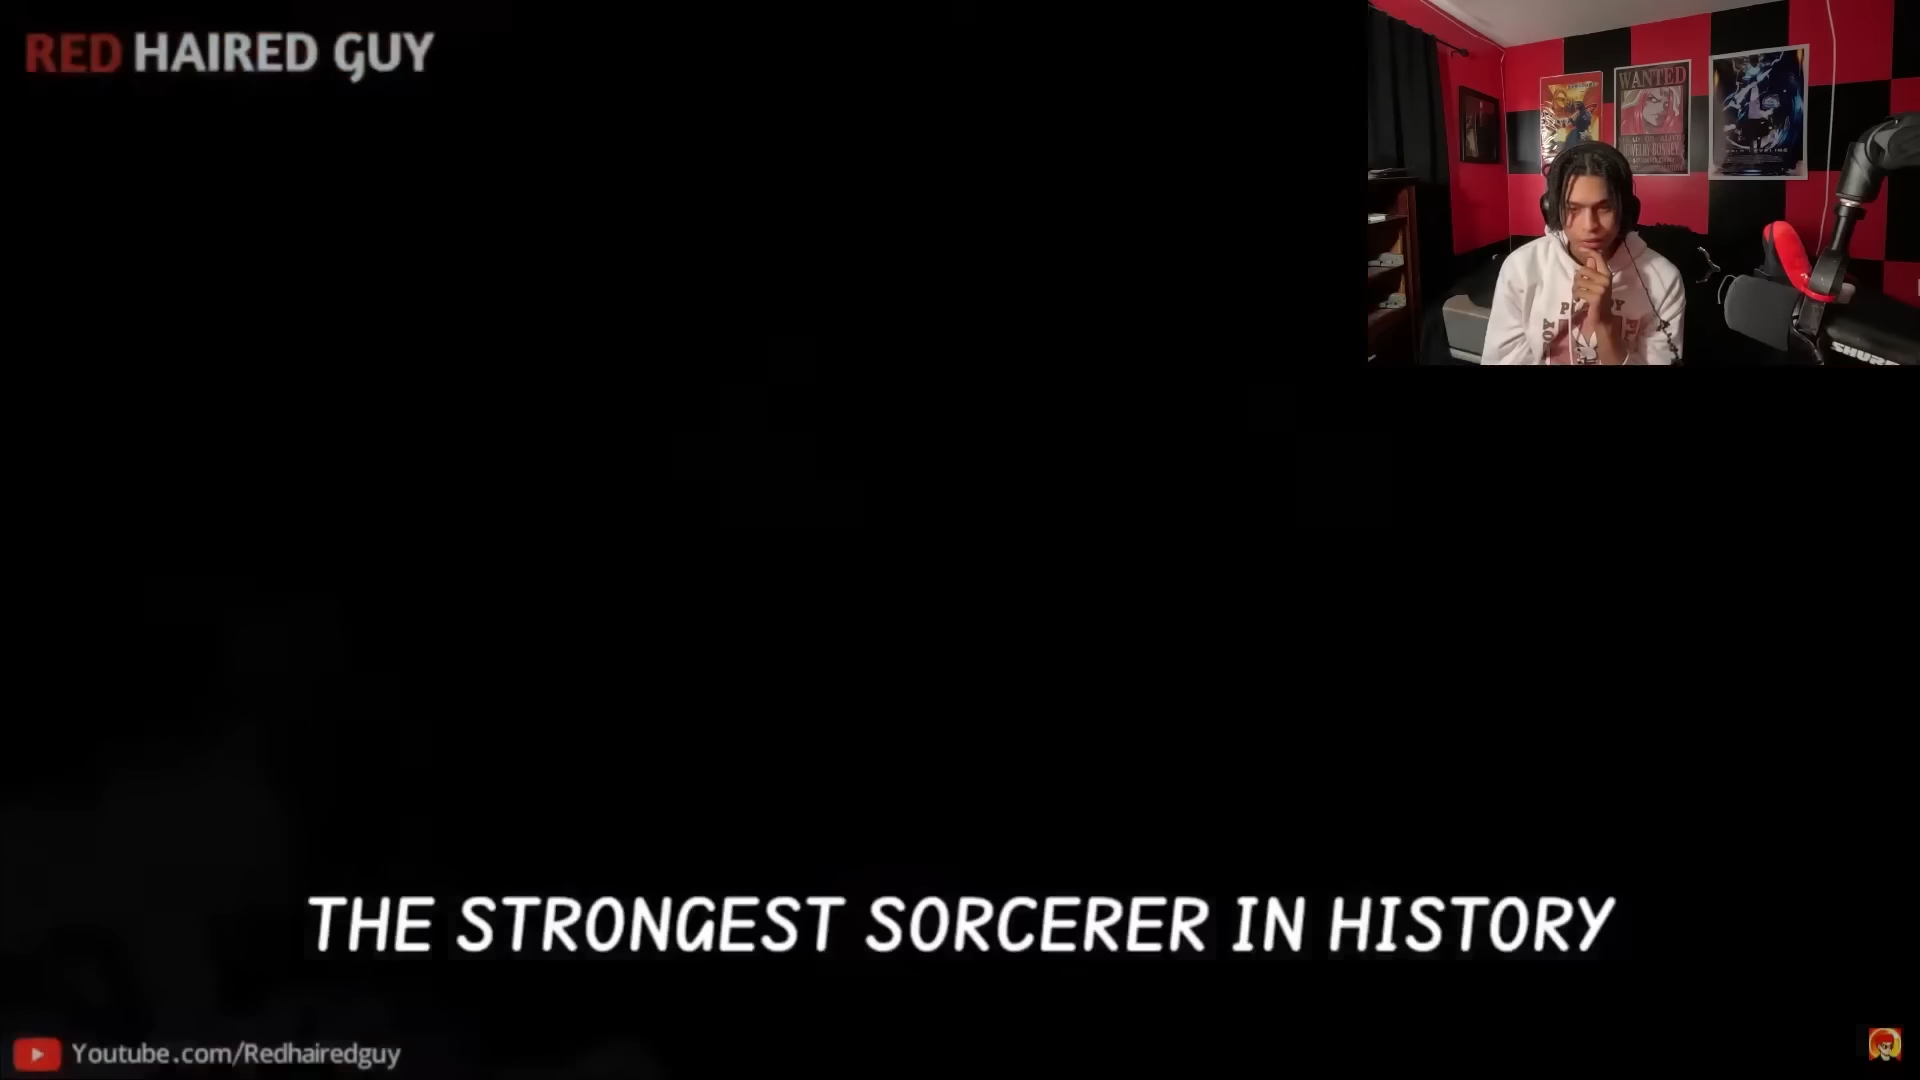 RED HAIRED GUY
WANTED
THE STRONGEST SORCERER IN HISTORY
Youtube.com/Redhairedguy